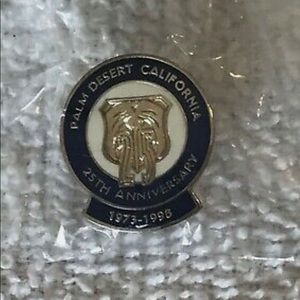 PALM DESERT CALIFORNIA
25TH ANNIVERSARY
1973-1998